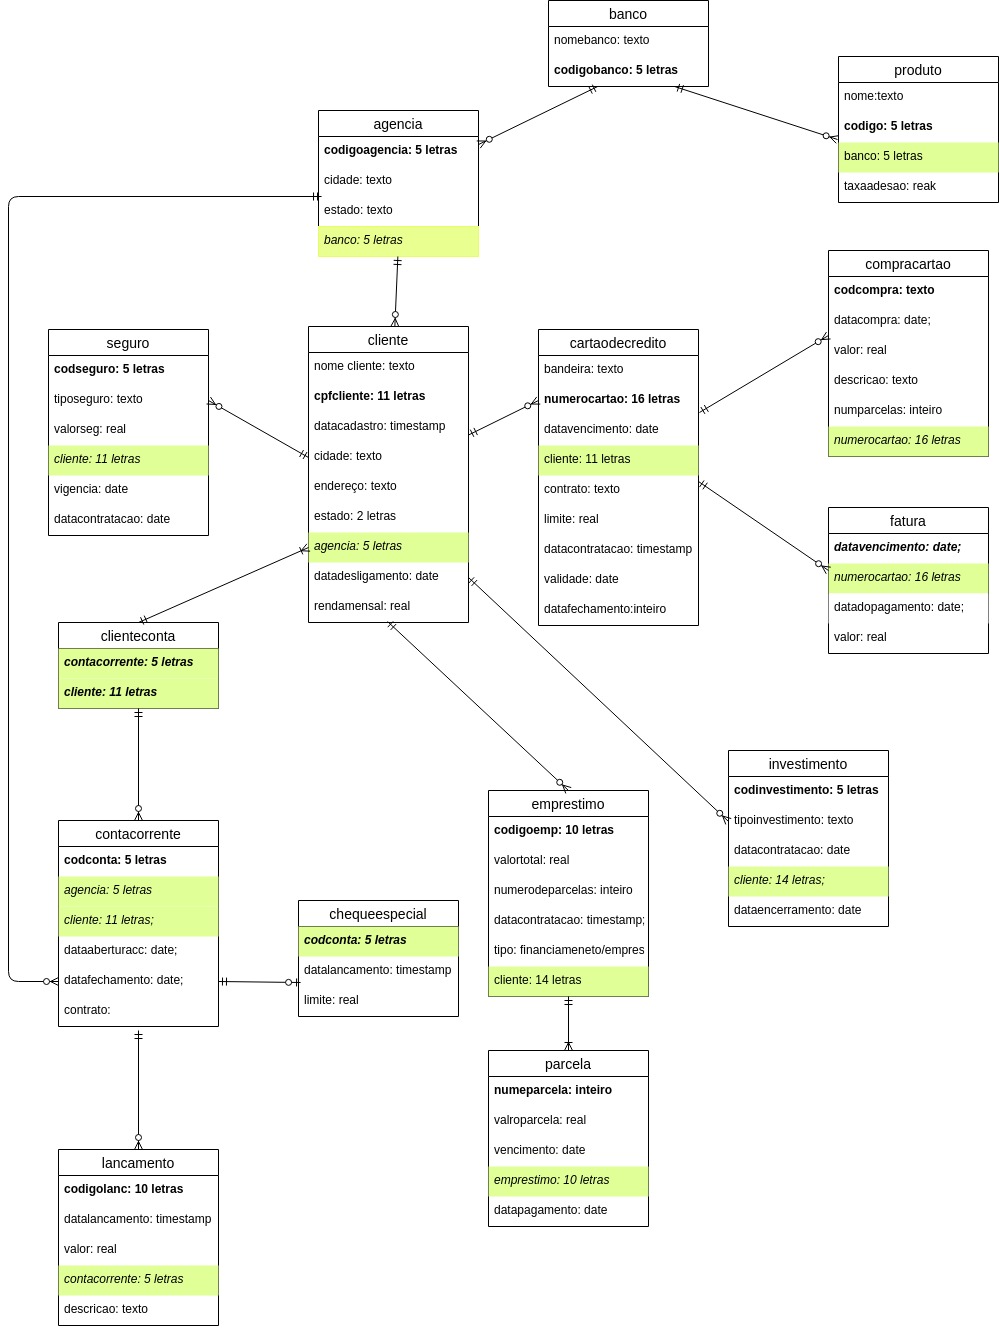 banco
nomebanco: texto
codigobanco: 5 letras
produto
nome:texto
codigo: 5 letras
banco: 5 letras
taxaadesao: reak
agencia
codigoagencia: 5 letras
cidade: texto
estado: texto
banco: 5 letras
compracartao
codcompra: texto
datacompra: date;
valor: real
descricao: texto
numparcelas: inteiro
numerocartao: 16 letras
seguro
codseguro: 5 letras
tiposeguro: texto
valorseg: real
cliente: 11 letras
vigencia: date
datacontratacao: date
cliente
nome cliente: texto
cpfcliente: 11 letras
datacadastro: timestamp
cidade: texto
endereço: texto
estado: 2 letras
agencia: 5 letras
datadesligamento: date
rendamensal: real
cartaodecredito
bandeira: texto
numerocartao: 16 letras
datavencimento: date
cliente: 11 letras
contrato: texto
limite: real
datacontratacao: timestamp
validade: date
datafechamento:inteiro
fatura
datavencimento: date;
numerocartao: 16 letras
datadopagamento: date;
valor: real
clienteconta
contacorrente: 5 letras
cliente: 11 letras
investimento
codinvestimento: 5 letras
tipoinvestimento: texto
datacontratacao: date
cliente: 14 letras;
dataencerramento: date
emprestimo
codigoemp: 10 letras
valortotal: real
numerodeparcelas: inteiro
datacontratacao: timestamp;
tipo: financiameneto/empres
cliente: 14 letras
contacorrente
codconta: 5 letras
agencia: 5 letras
cliente: 11 letras;
dataaberturacc: date;
datafechamento: date;
contrato:
chequeespecial
codconta: 5 letras
datalancamento: timestamp
limite: real
parcela
numeparcela: inteiro
valroparcela: real
vencimento: date
emprestimo: 10 letras
datapagamento: date
lancamento
codigolanc: 10 letras
datalancamento: timestamp
valor: real
contacorrente: 5 letras
descricao: texto